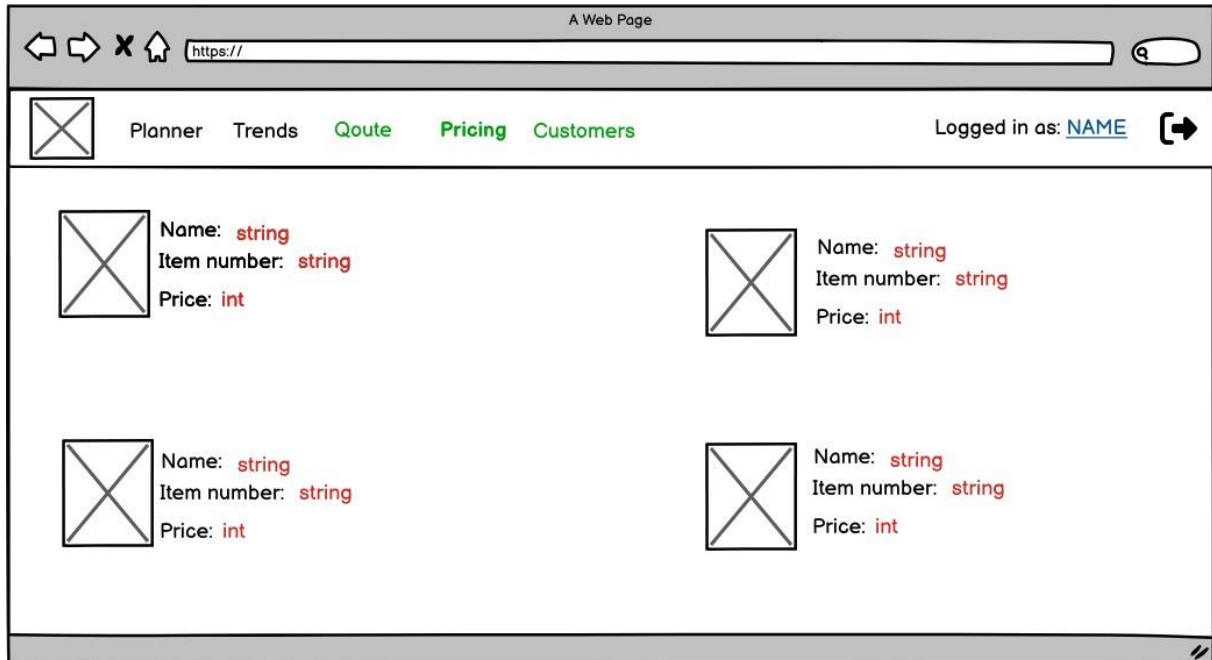 A Web Page
https://
Planner Trends Qoute Pricing Customers Logged in as: NAME
Name: string
Item number: string
Price: int
Name: string
Item number: string
Price: int
Name: string
Item number: string
Price: int
Name: string
Item number: string
Price: int